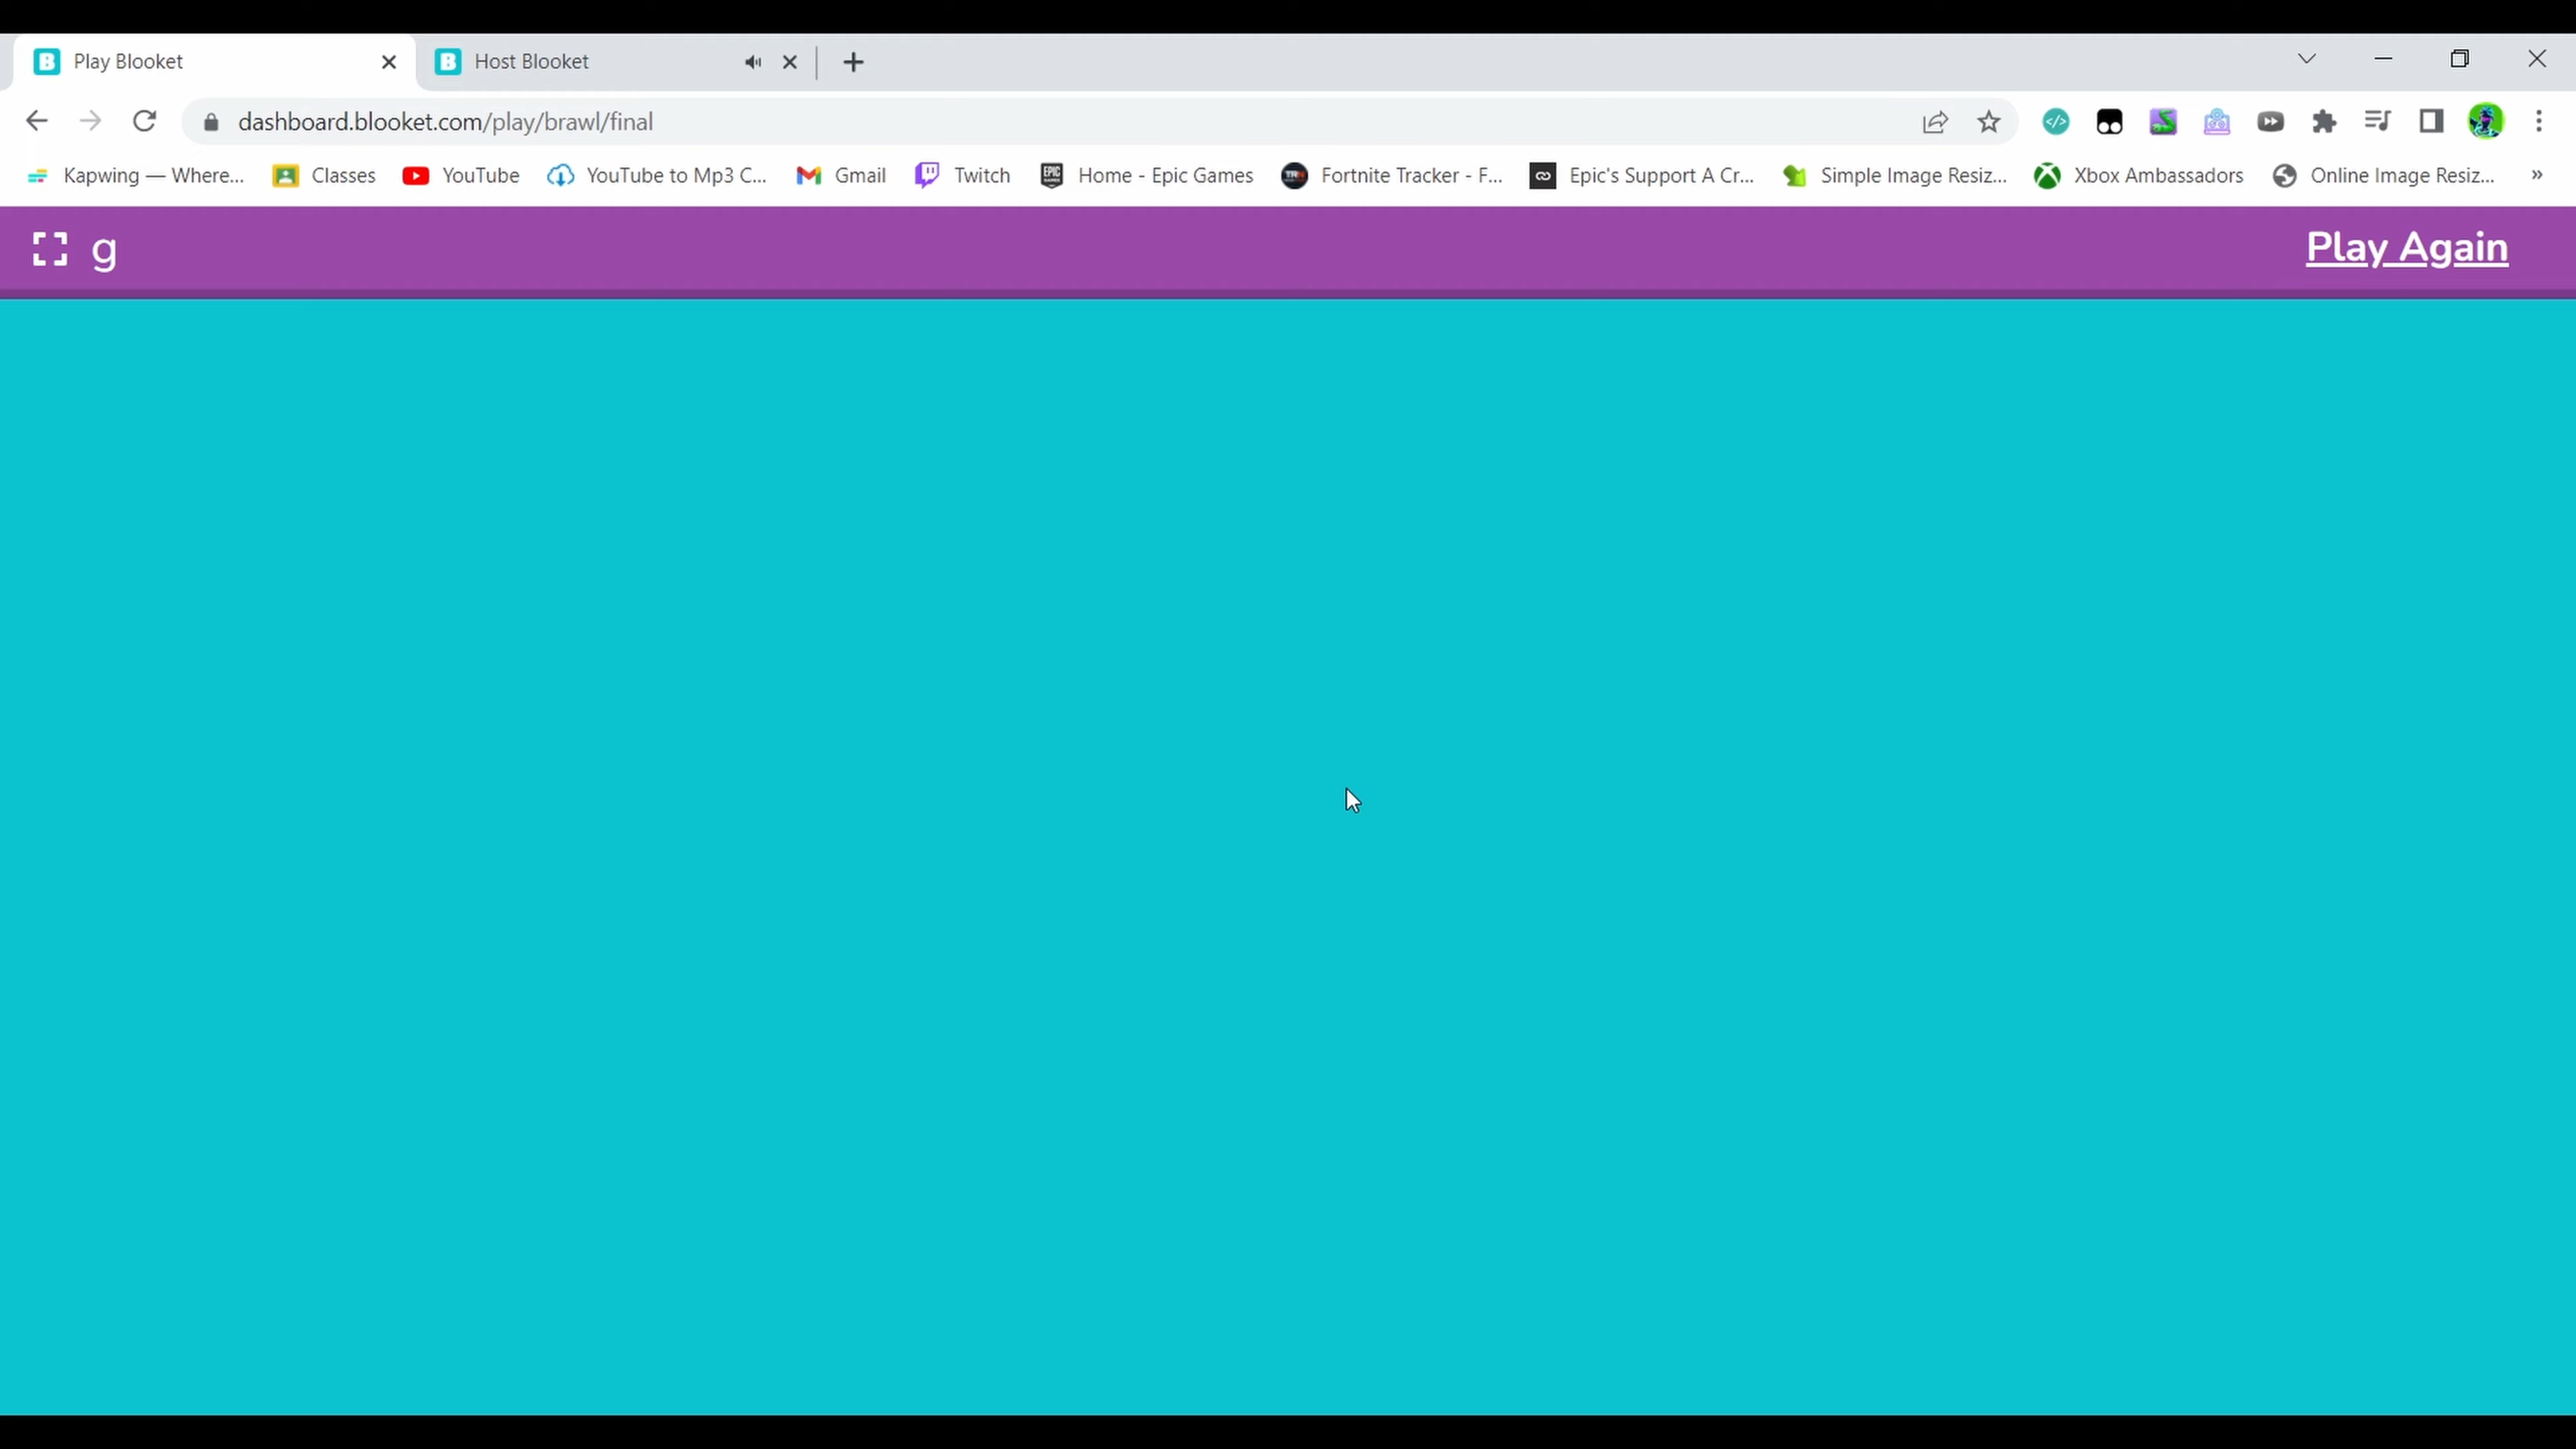 Play Blooket
Host Blooket
dashboard.blooket.com/play/brawl/final
Kapwing — Where...
Classes
YouTube
YouTube to Mp3 C...
Gmail
Twitch
Home - Epic Games
Fortnite Tracker - F...
Epic's Support A Cr...
Simple Image Resiz...
Xbox Ambassadors
Online Image Resiz...
g
Play Again